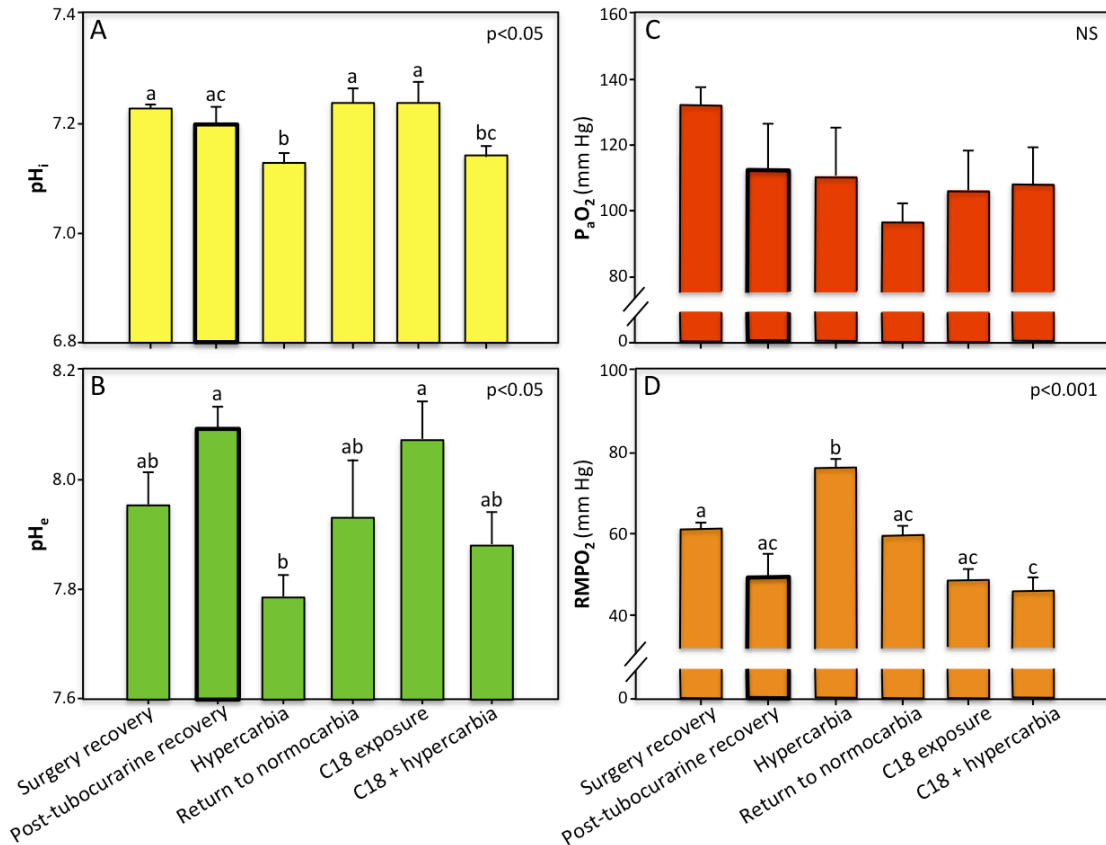 A
p<0.05
7.4
7.2
7.0
6.8
pHi
a
ac
b
a
a
bc
C
NS
160
140
120
100
80
0
PaO2 (mm Hg)
B
p<0.05
8.2
8.0
7.8
7.6
pHe
ab
a
b
ab
a
ab
Surgery recovery
Post-tubocurarine recovery
Hypercarbia
Return to normocarbia
C18 exposure
C18 + hypercarbia
D
p<0.001
100
80
60
40
0
RMPO2 (mm Hg)
a
ac
b
ac
ac
c
Surgery recovery
Post-tubocurarine recovery
Hypercarbia
Return to normocarbia
C18 exposure
C18 + hypercarbia